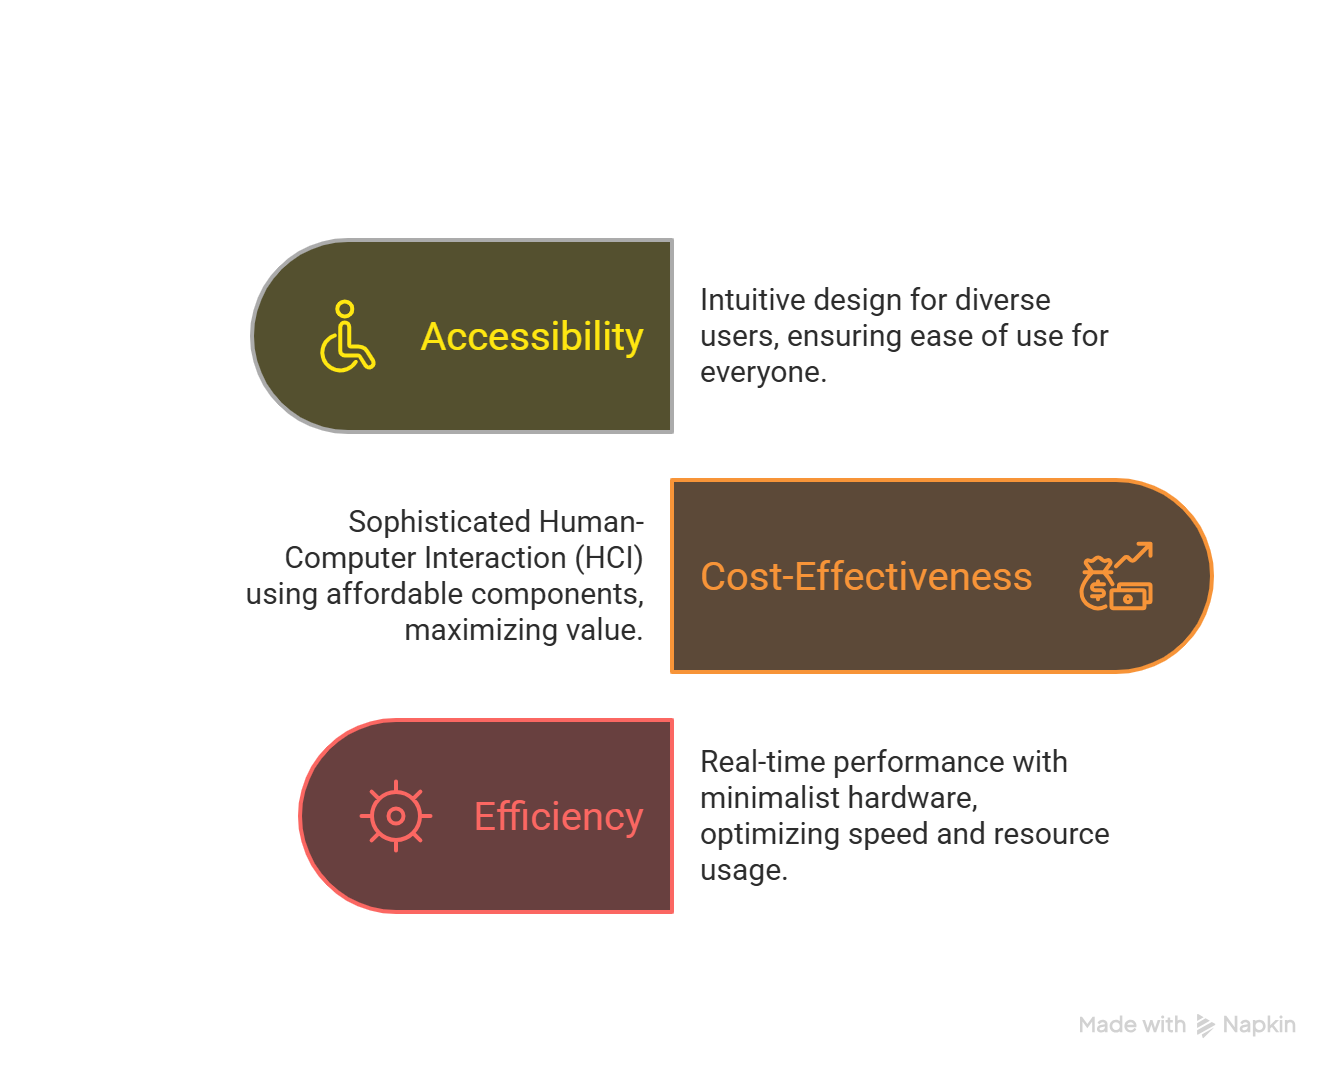 Accessibility
Intuitive design for diverse
users, ensuring ease of use for
everyone.
Sophisticated Human-
Computer Interaction (HCI)
using affordable components,
maximizing value.
Cost-Effectiveness
$
Efficiency
Real-time performance with
minimalist hardware,
optimizing speed and resource
usage.
Made with Napkin